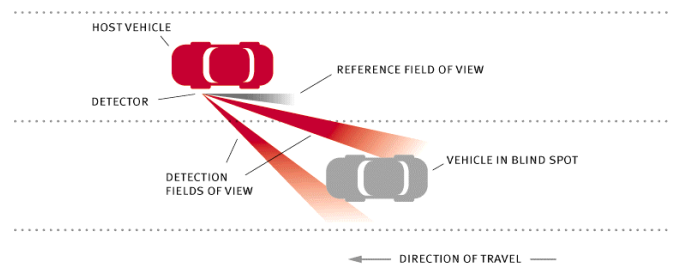 HOST VEHICLE
REFERENCE FIELD OF VIEW
DETECTOR
VEHICLE IN BLIND SPOT
DETECTION
FIELDS OF VIEW
DIRECTION OF TRAVEL